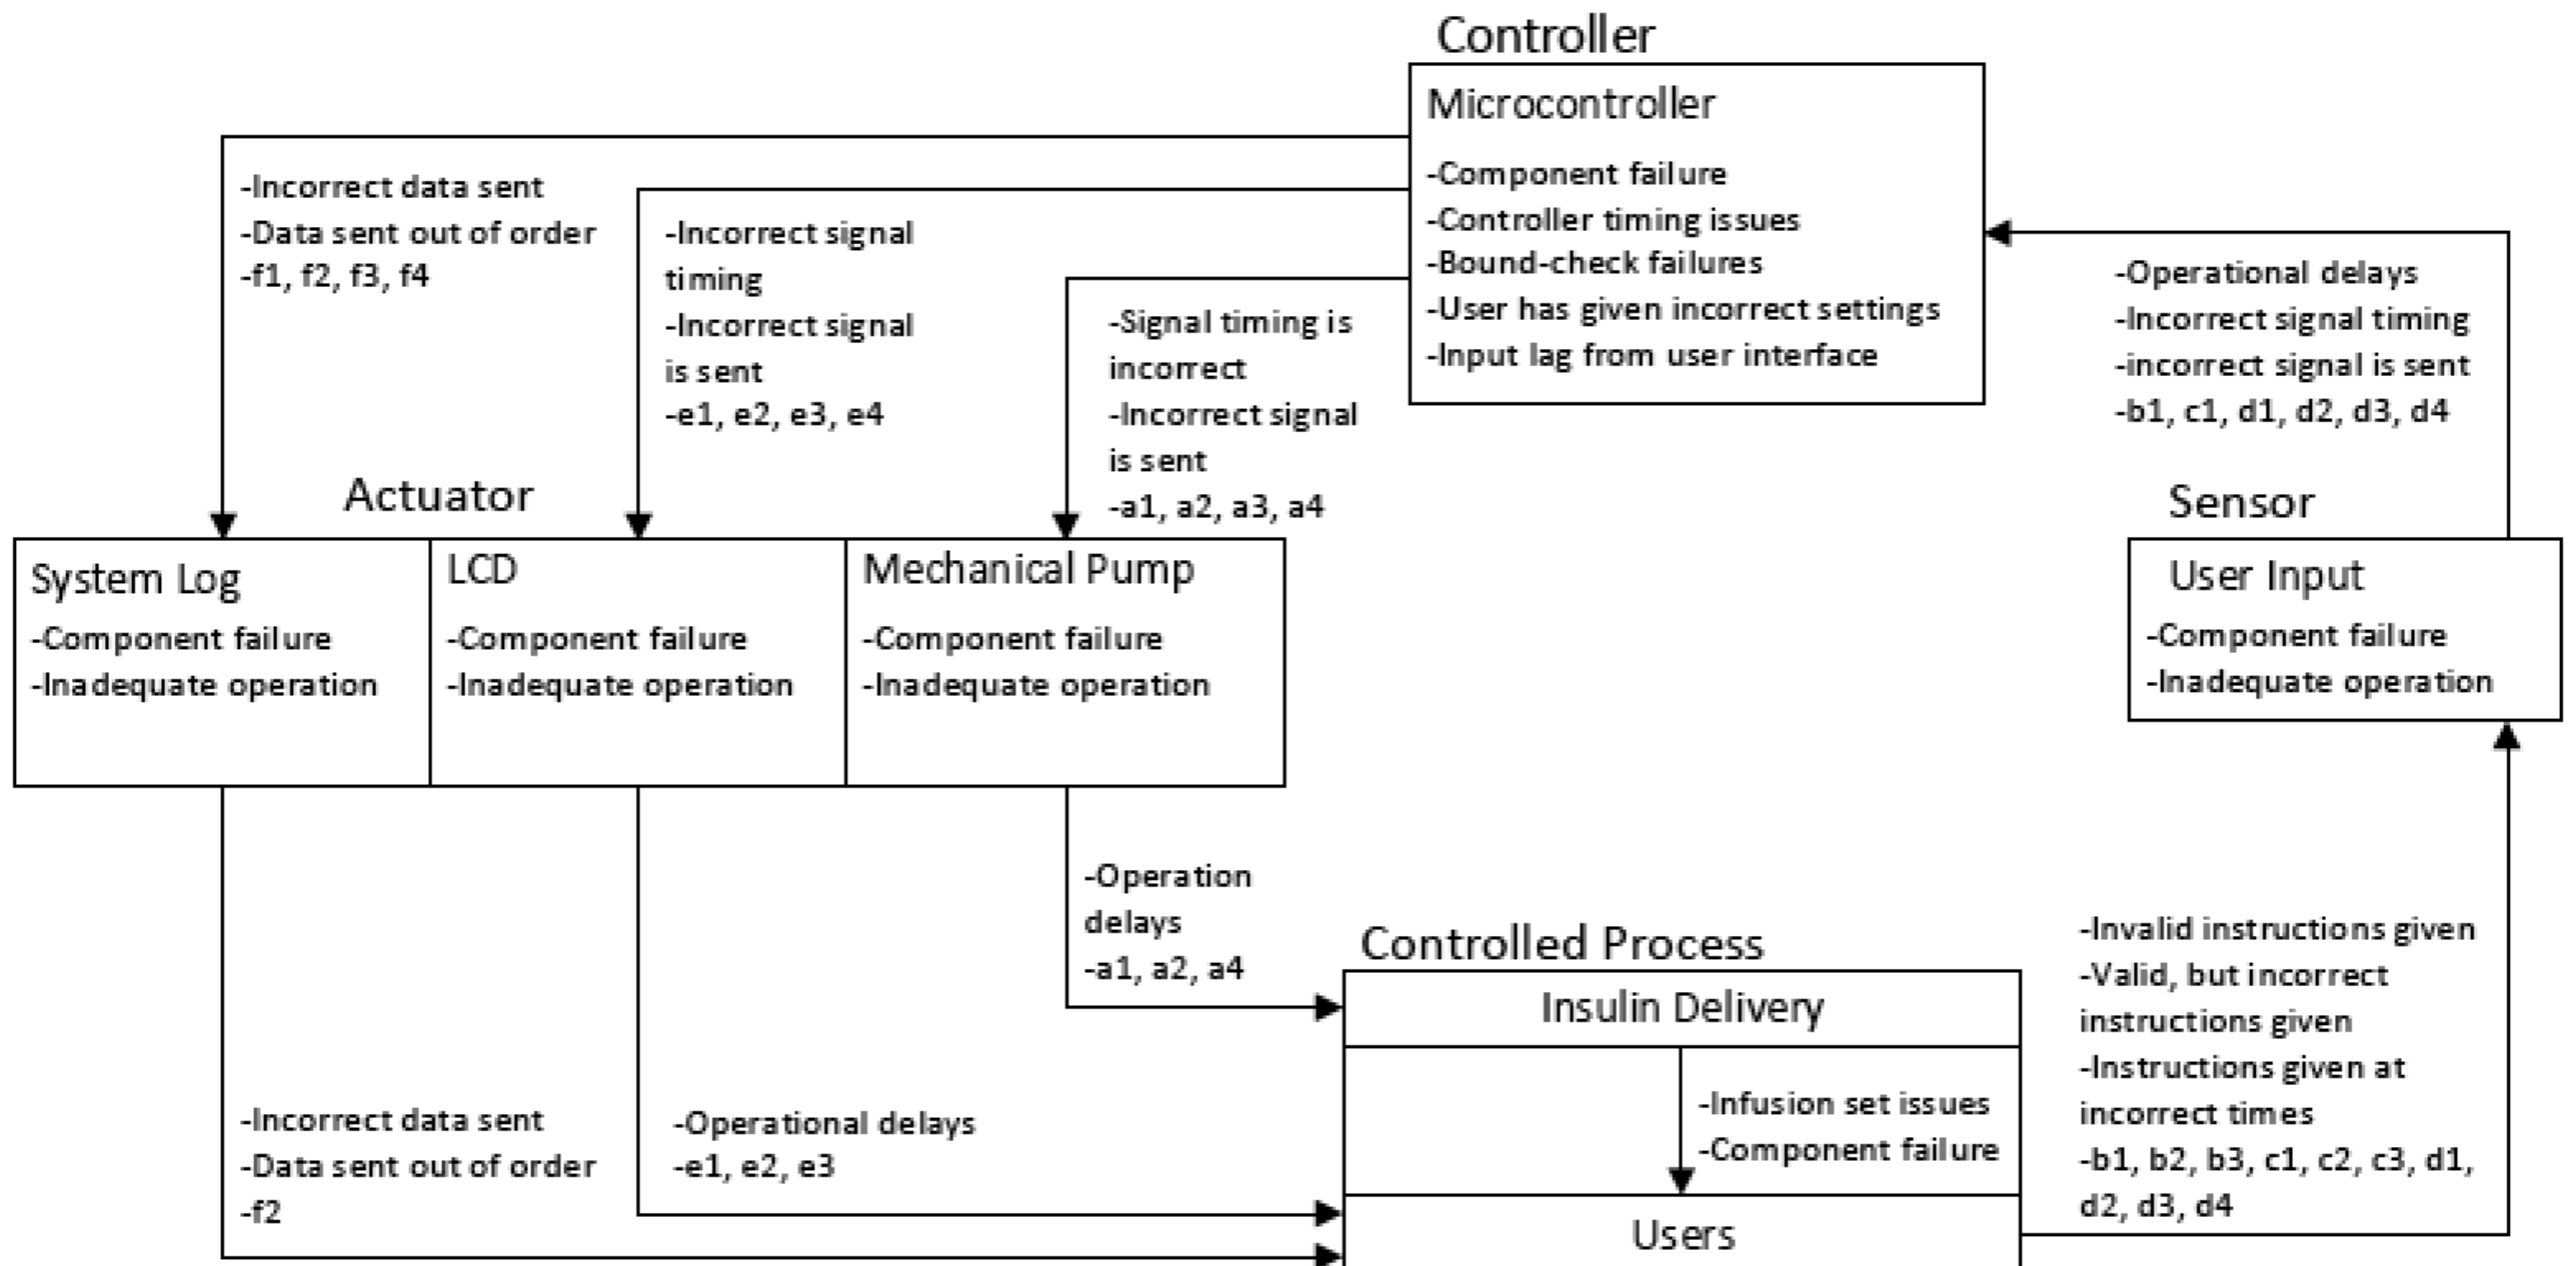 Controller
Microcontroller
-Component failure
-Controller timing issues
-Bound-check failures
-User has given incorrect settings
-Input lag from user interface
-Incorrect data sent
-Data sent out of order
-f1, f2, f3, f4
-Incorrect signal
timing
-Incorrect signal
is sent
-e1, e2, e3, e4
-Signal timing is
incorrect
-Incorrect signal
is sent
-a1, a2, a3, a4
-Operational delays
-Incorrect signal timing
-incorrect signal is sent
-b1, c1, d1, d2, d3, d4
Actuator
System Log
-Component failure
-Inadequate operation
LCD
-Component failure
-Inadequate operation
Mechanical Pump
-Component failure
-Inadequate operation
Sensor
User Input
-Component failure
-Inadequate operation
-Operation
delays
-a1, a2, a4
-Incorrect data sent
-Data sent out of order
-f2
-Operational delays
-e1, e2, e3
Controlled Process
Insulin Delivery
-Infusion set issues
-Component failure
Users
-Invalid instructions given
-Valid, but incorrect
instructions given
-Instructions given at
incorrect times
-b1, b2, b3, c1, c2, c3, d1,
d2, d3, d4